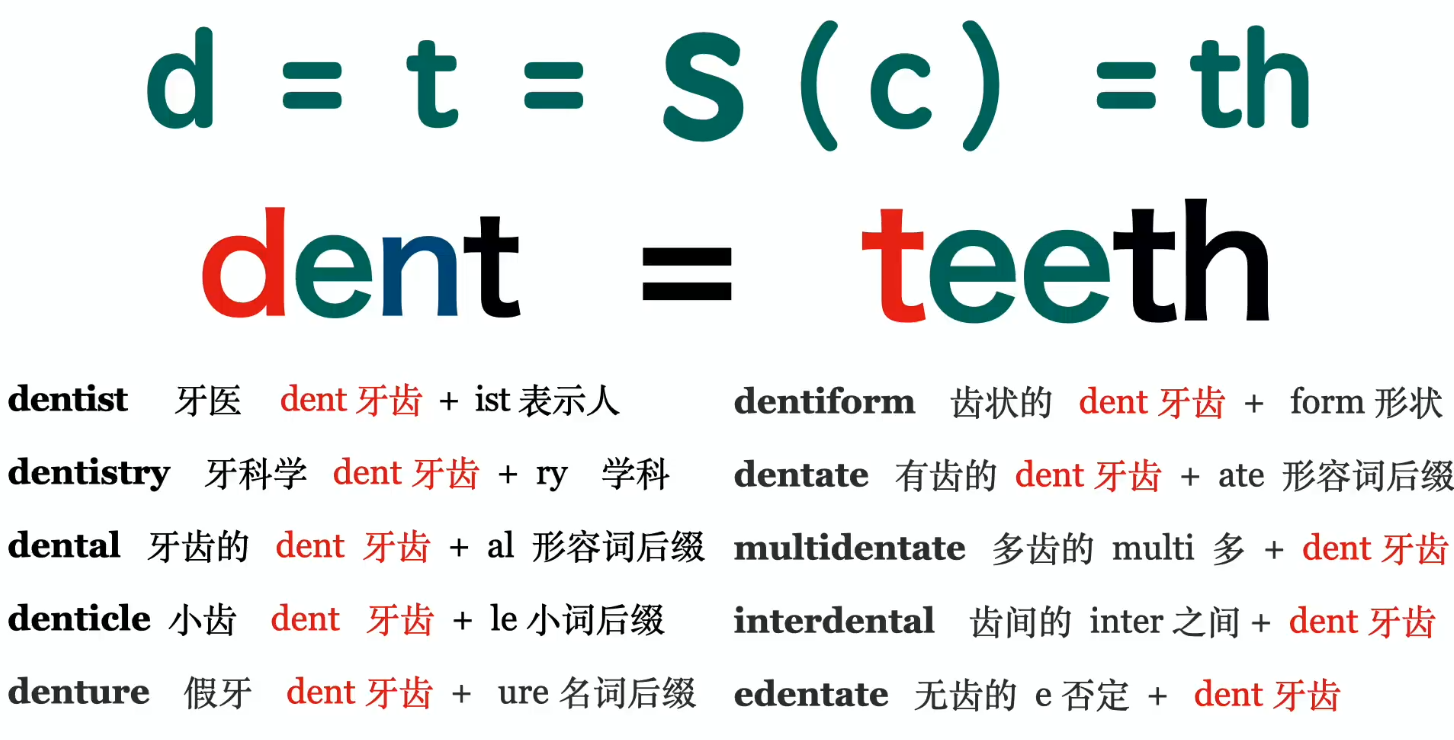 d = t = S (c) = th
dent = teeth
dentist 牙医 dent 牙齿 + ist 表示人
dentistry 牙科学 dent 牙齿 + ry 学科
dental 牙齿的 dent 牙齿 + al 形容词后缀
denticle 小齿 dent 牙齿 + le 小词后缀
denture 假牙 dent 牙齿 + ure 名词后缀
dentiform 齿状的 dent 牙齿 + form 形状
dentate 有齿的 dent 牙齿 + ate 形容词后缀
multidentate 多齿的 multi 多 + dent 牙齿
interdental 齿间的 inter 之间 + dent 牙齿
edentate 无齿的 e 否定 + dent 牙齿